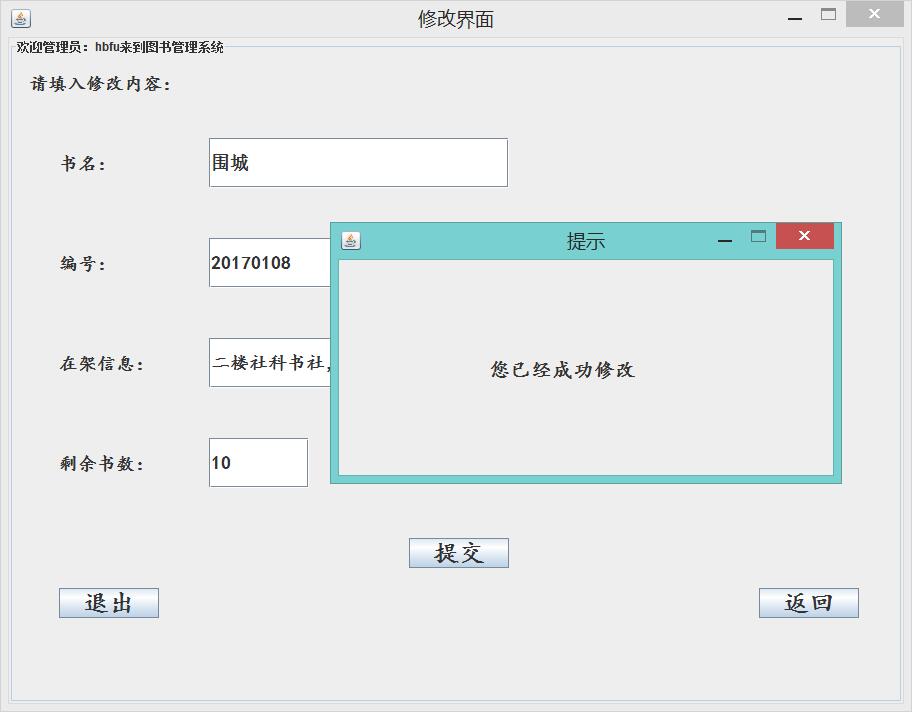 修改界面
欢迎管理员：hbfu来到图书管理系统
请填入修改内容：
书名：
围城
编号：
20170108
提示
在架信息：
二楼社科书社，
您已经成功修改
剩余书数：
10
提交
退出
返回